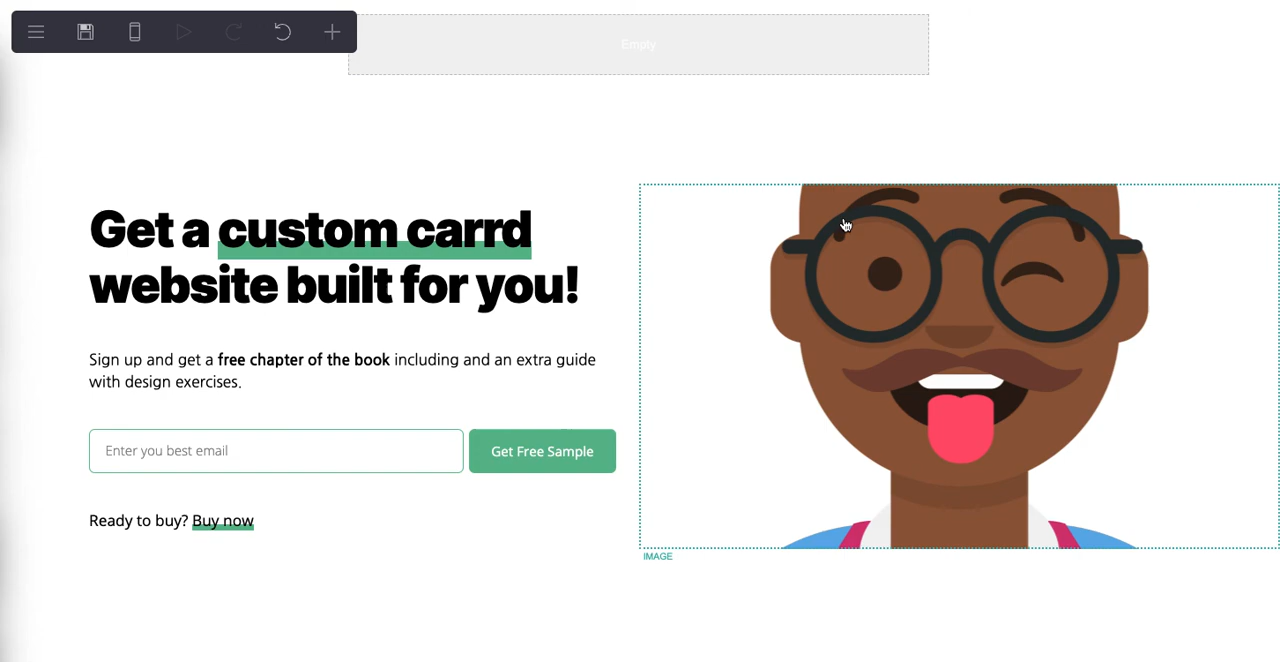 Empty
Get a custom carrd
website built for you!
Sign up and get a free chapter of the book including and an extra guide
with design exercises.
Enter you best email
Get Free Sample
Ready to buy? Buy now
IMAGE